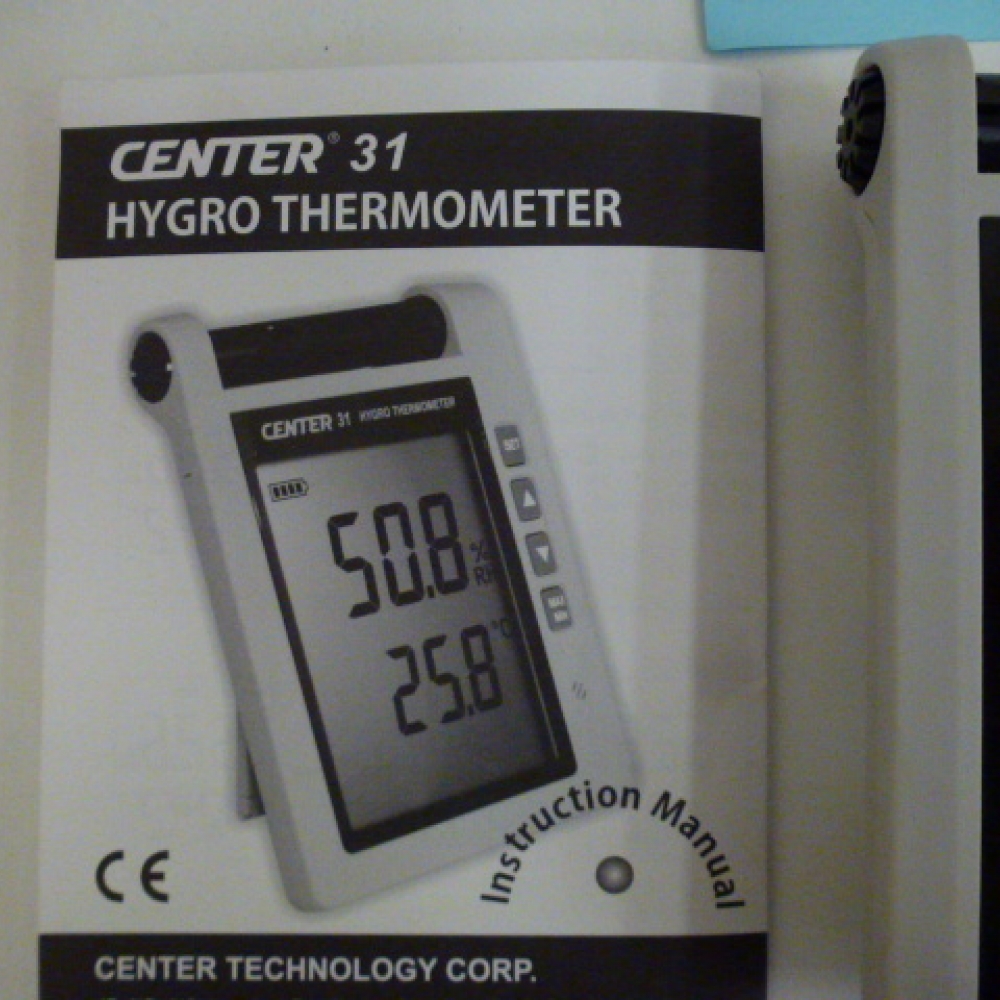 CENTER® 31
HYGRO THERMOMETER
CENTER 31 HYGRO THERMOMETER
SET
50.8 %
RH
25.8 °C
Instruction Manual
CE
CENTER TECHNOLOGY CORP.